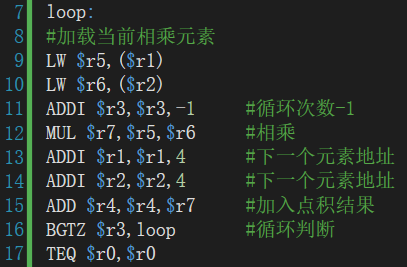 7 loop:
8 #加载当前相乘元素
9 LW $r5,($r1)
10 LW $r6,($r2)
11 ADDI $r3,$r3,-1 #循环次数-1
12 MUL $r7,$r5,$r6 #相乘
13 ADDI $r1,$r1,4 #下一个元素地址
14 ADDI $r2,$r2,4 #下一个元素地址
15 ADD $r4,$r4,$r7 #加入点积结果
16 BGTZ $r3,loop #循环判断
17 TEQ $r0,$r0